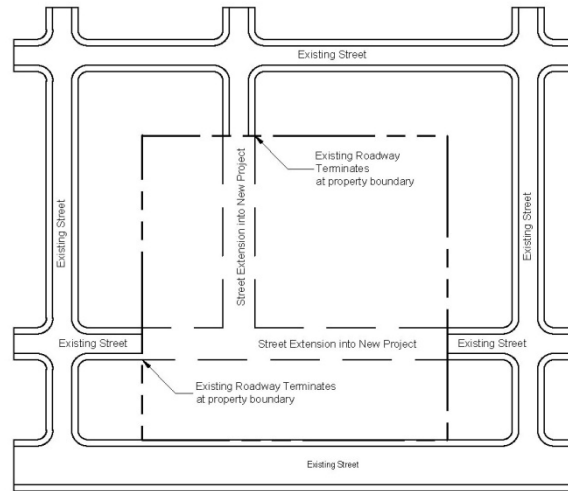 Existing Street
Existing Roadway
Terminates
at property boundary
Existing Street
Street Extension into New Project
Existing Street
Existing Street
Street Extension into New Project
Existing Street
Existing Roadway Terminates
at property boundary
Existing Street